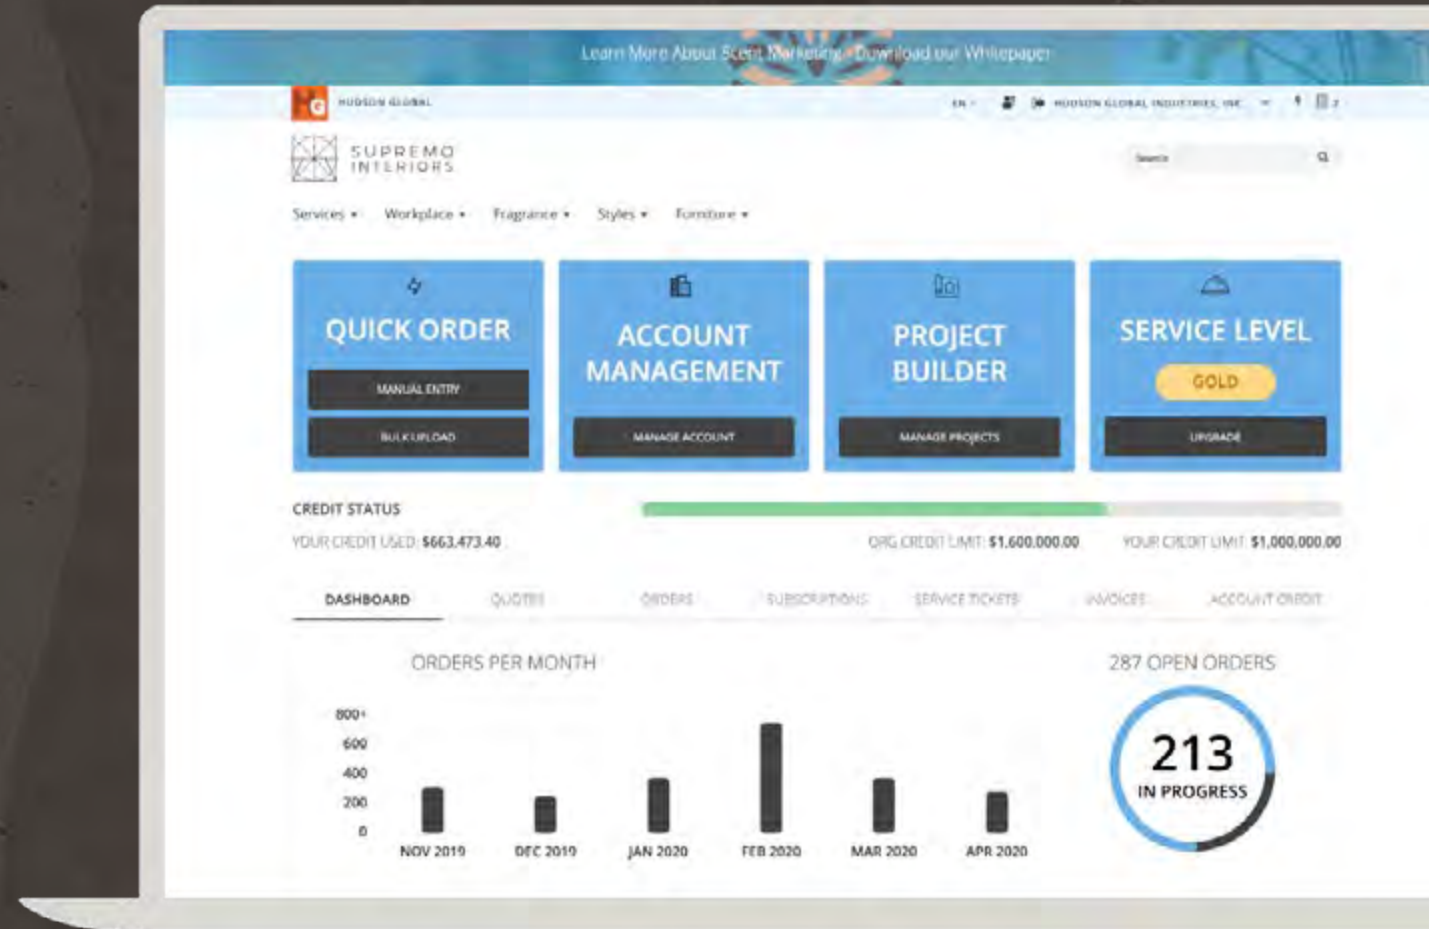 Learn More About Scent Marketing - Download our Whitepaper
HG HUDSON GLOBAL
EN
HUDSON GLOBAL INDUSTRIES, INC.
2
SUPREMO
INTERIORS
Search
Services Workplace Fragrance Styles Furniture
QUICK ORDER
MANUAL ENTRY
BULK UPLOAD
ACCOUNT
MANAGEMENT
MANAGE ACCOUNT
PROJECT
BUILDER
MANAGE PROJECTS
SERVICE LEVEL
GOLD
UPGRADE
CREDIT STATUS
YOUR CREDIT USED: $663,473.40
ORG CREDIT LIMIT: $1,600,000.00
YOUR CREDIT LIMIT: $1,000,000.00
DASHBOARD QUOTES ORDERS SUBSCRIPTIONS SERVICE TICKETS INVOICES ACCOUNT CREDIT
ORDERS PER MONTH
800+
600
400
200
0
NOV 2019 DEC 2019 JAN 2020 FEB 2020 MAR 2020 APR 2020
287 OPEN ORDERS
213
IN PROGRESS